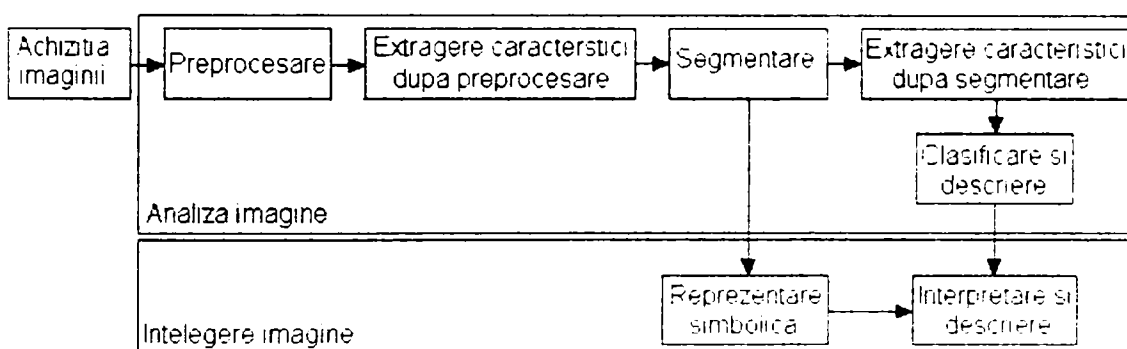 Achizitia
imaginii
Preprocesare
Extragere caracterstici
dupa preprocesare
Segmentare
Extragere caracteristici
dupa segmentare
Clasificare si
descriere
Analiza imagine
Reprezentare
simbolica
Interpretare si
descriere
Intelegere imagine